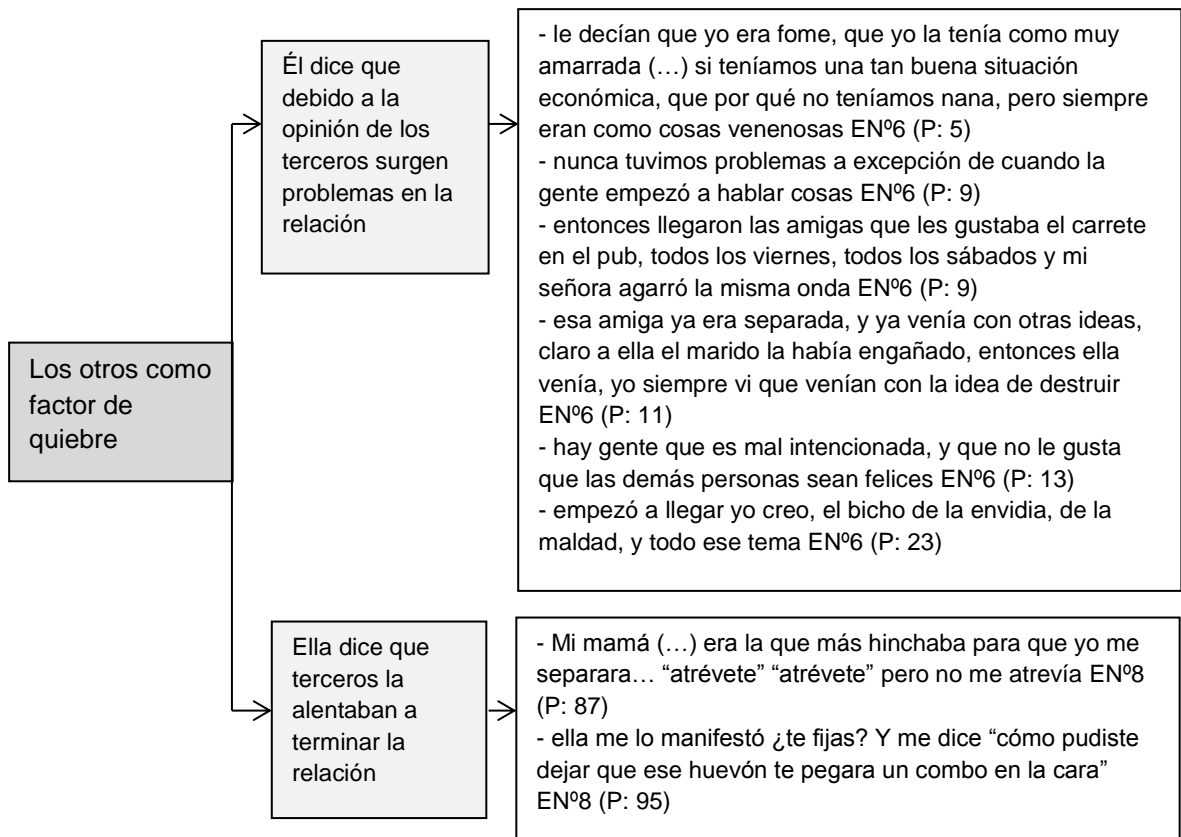 Los otros como
factor de
quiebre
Él dice que
debido a la
opinión de los
terceros surgen
problemas en la
relación
- le decían que yo era fome, que yo la tenía como muy
amarrada (…) si teníamos una tan buena situación
económica, que por qué no teníamos nana, pero siempre
eran como cosas venenosas ENº6 (P: 5)
- nunca tuvimos problemas a excepción de cuando la
gente empezó a hablar cosas ENº6 (P: 9)
- entonces llegaron las amigas que les gustaba el carrete
en el pub, todos los viernes, todos los sábados y mi
señora agarró la misma onda ENº6 (P: 9)
- esa amiga ya era separada, y ya venía con otras ideas,
claro a ella el marido la había engañado, entonces ella
venía, yo siempre vi que venían con la idea de destruir
ENº6 (P: 11)
- hay gente que es mal intencionada, y que no le gusta
que las demás personas sean felices ENº6 (P: 13)
- empezó a llegar yo creo, el bicho de la envidia, de la
maldad, y todo ese tema ENº6 (P: 23)
Ella dice que
terceros la
alentaban a
terminar la
relación
- Mi mamá (…) era la que más hinchaba para que yo me
separara… “atrévete” “atrévete” pero no me atrevía ENº8
(P: 87)
- ella me lo manifestó ¿te fijas? Y me dice “cómo pudiste
dejar que ese huevón te pegara un combo en la cara”
ENº8 (P: 95)